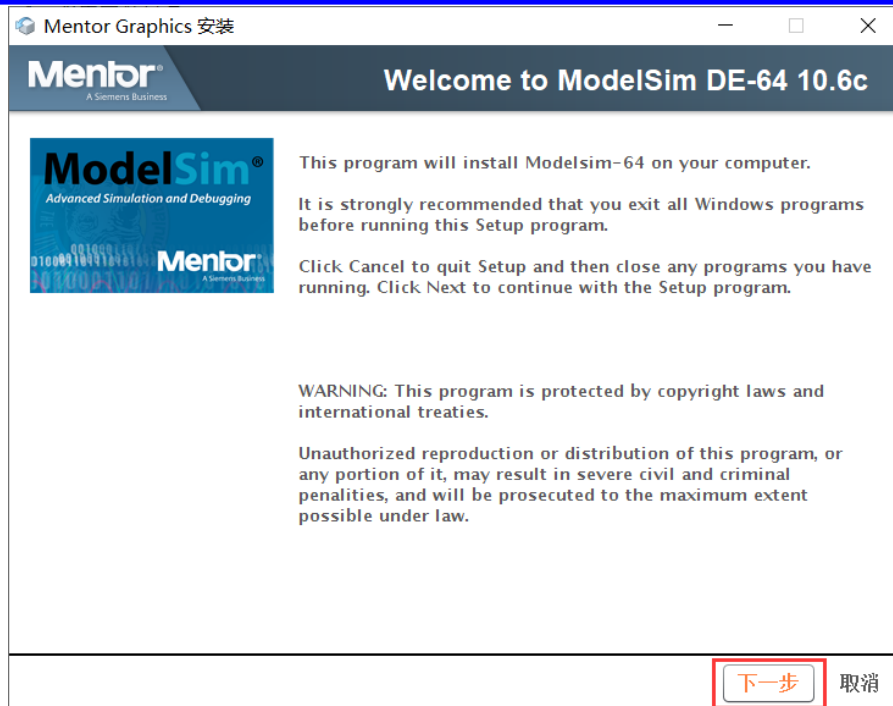 Mentor Graphics 安装
Mentor®
A Siemens Business
Welcome to ModelSim DE-64 10.6c
ModelSim®
Advanced Simulation and Debugging
Mentor
A Siemens Business
This program will install Modelsim-64 on your computer.
It is strongly recommended that you exit all Windows programs
before running this Setup program.
Click Cancel to quit Setup and then close any programs you have
running. Click Next to continue with the Setup program.
WARNING: This program is protected by copyright laws and
international treaties.
Unauthorized reproduction or distribution of this program, or
any portion of it, may result in severe civil and criminal
penalities, and will be prosecuted to the maximum extent
possible under law.
下一步
取消